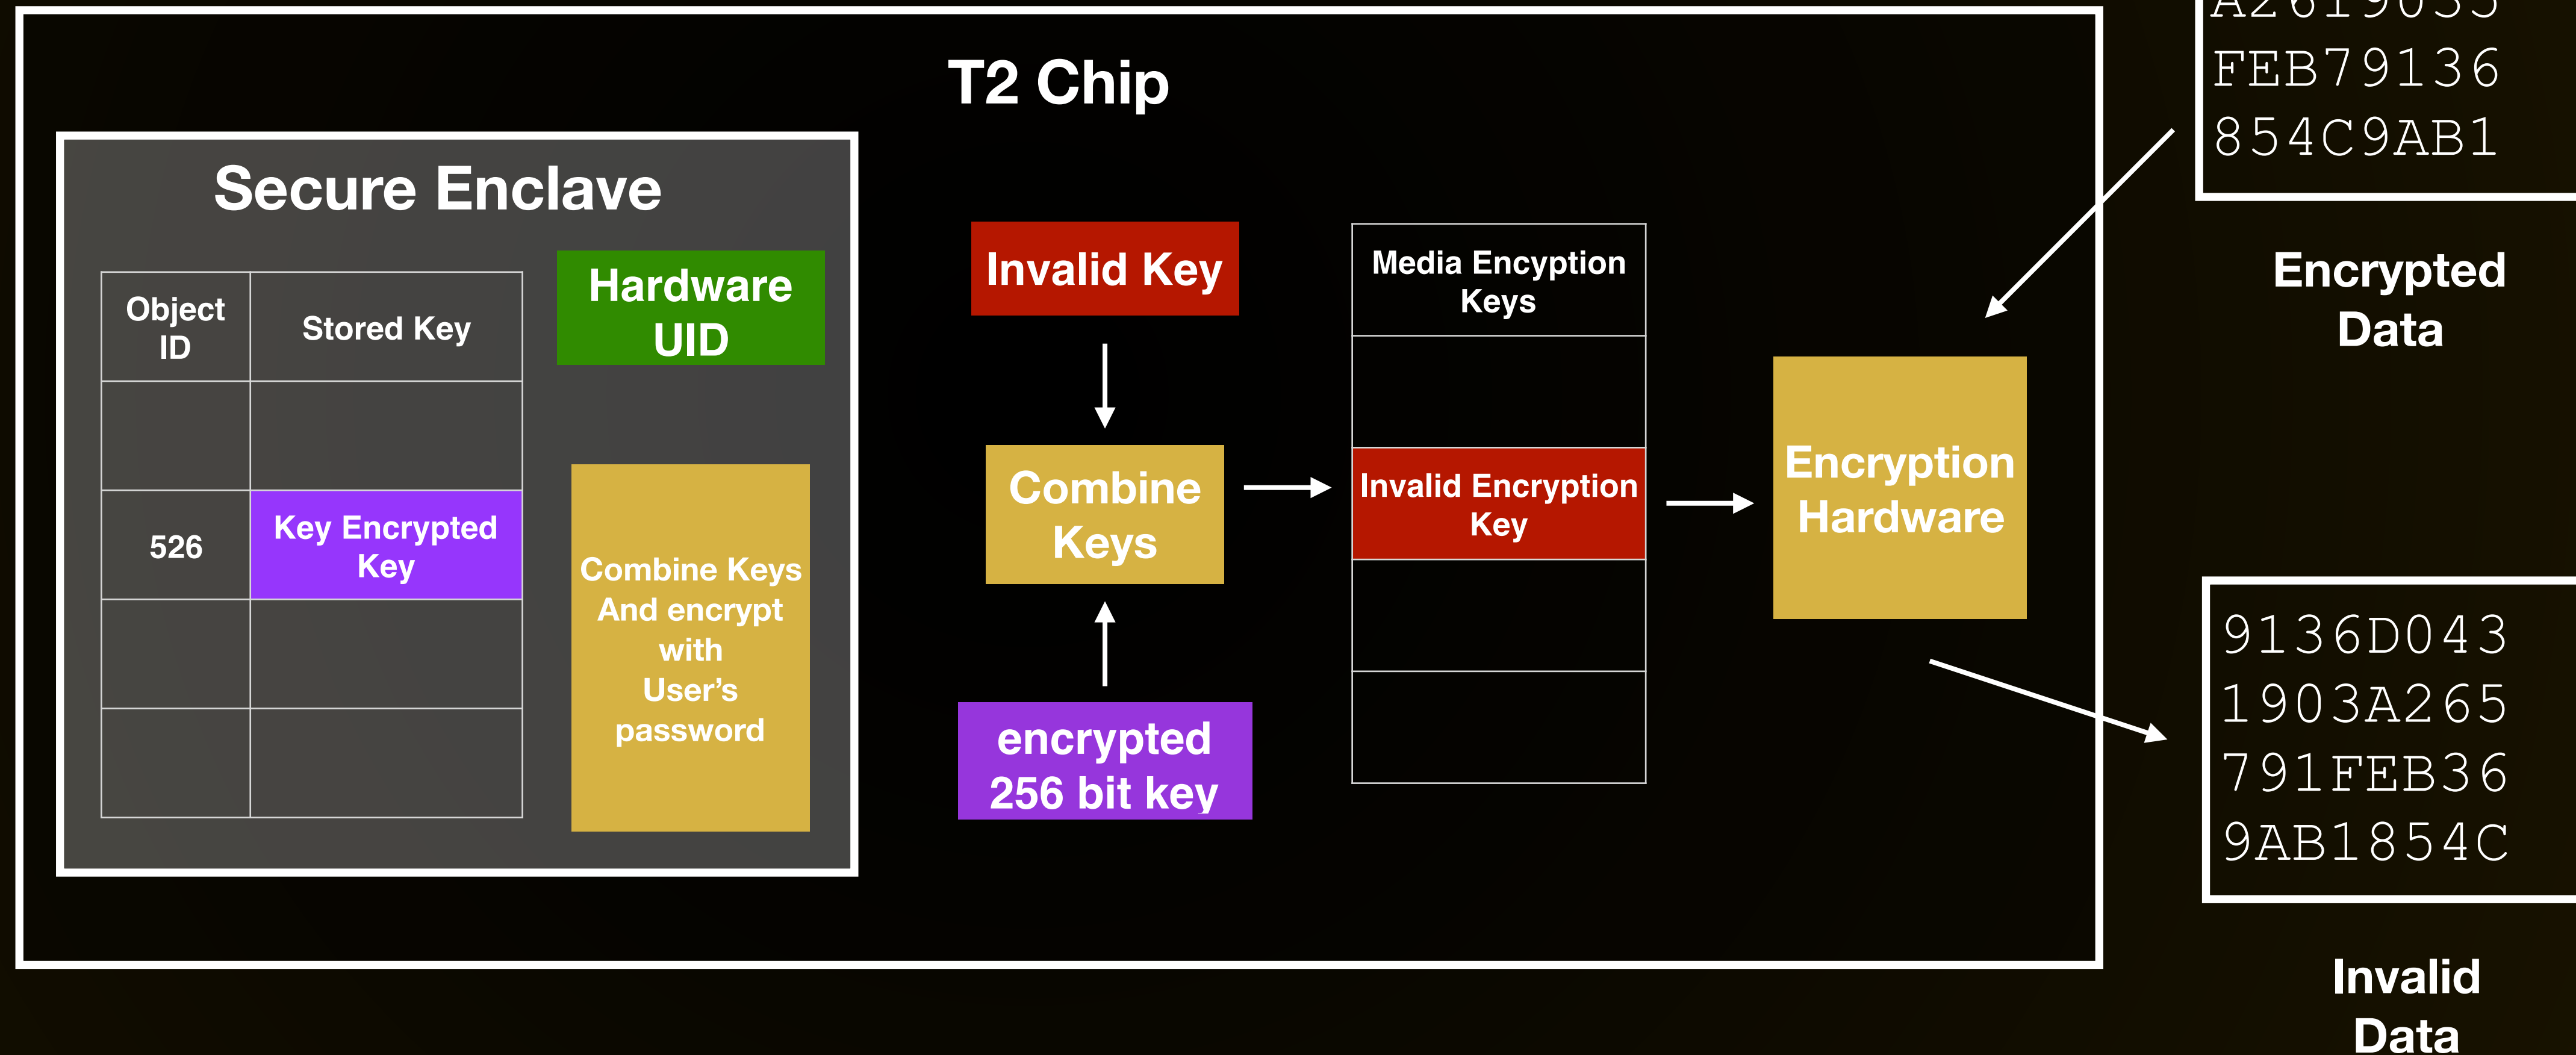 T2 Chip
Secure Enclave
Object
ID
Stored Key
526
Key Encrypted
Key
Hardware
UID
Combine Keys
And encrypt
with
User's
password
Invalid Key
Combine
Keys
encrypted
256 bit key
Media Encyption
Keys
Invalid Encryption
Key
Encryption
Hardware
FEB79136
854C9AB1
Encrypted
Data
9136D043
1903A265
791FEB36
9AB1854C
Invalid
Data